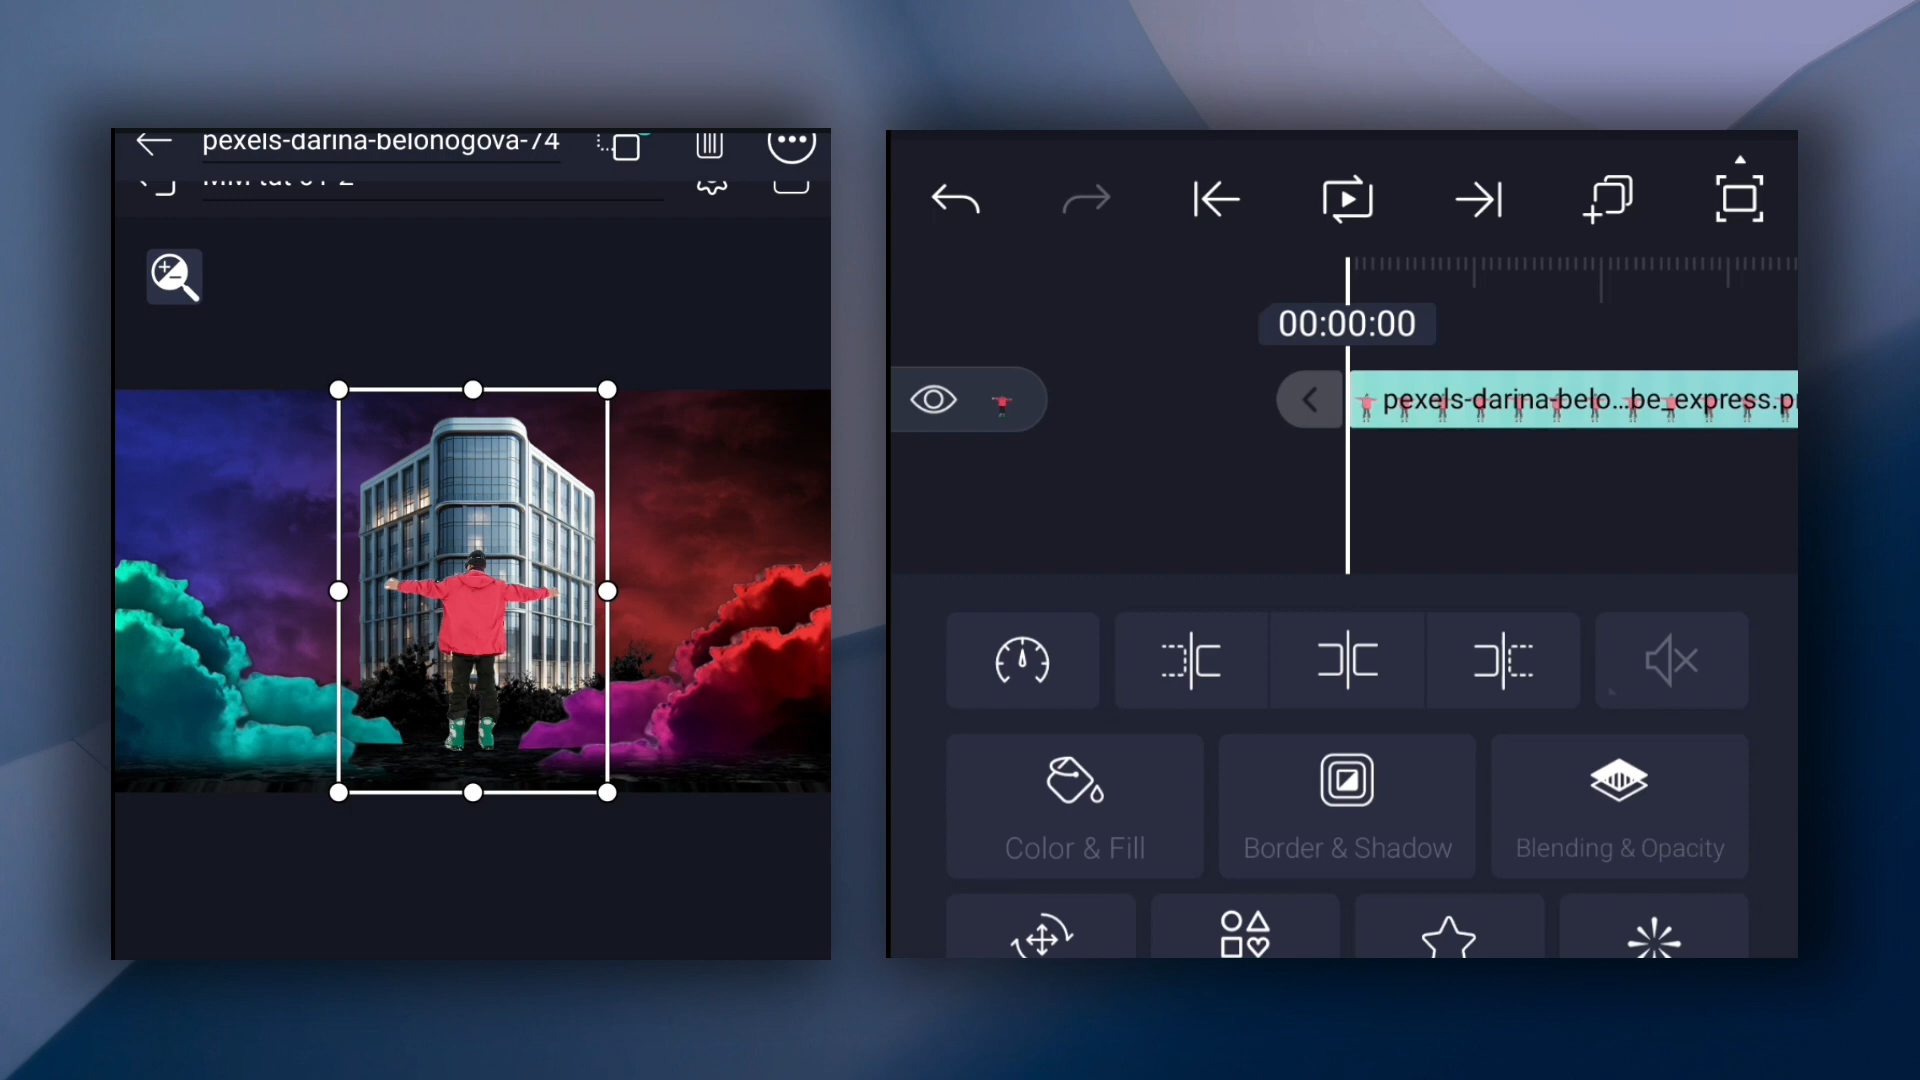 pexels-darina-belonogova-74
00:00:00
pexels-darina-belo...be_express.p
Color & Fill
Border & Shadow
Blending & Opacity